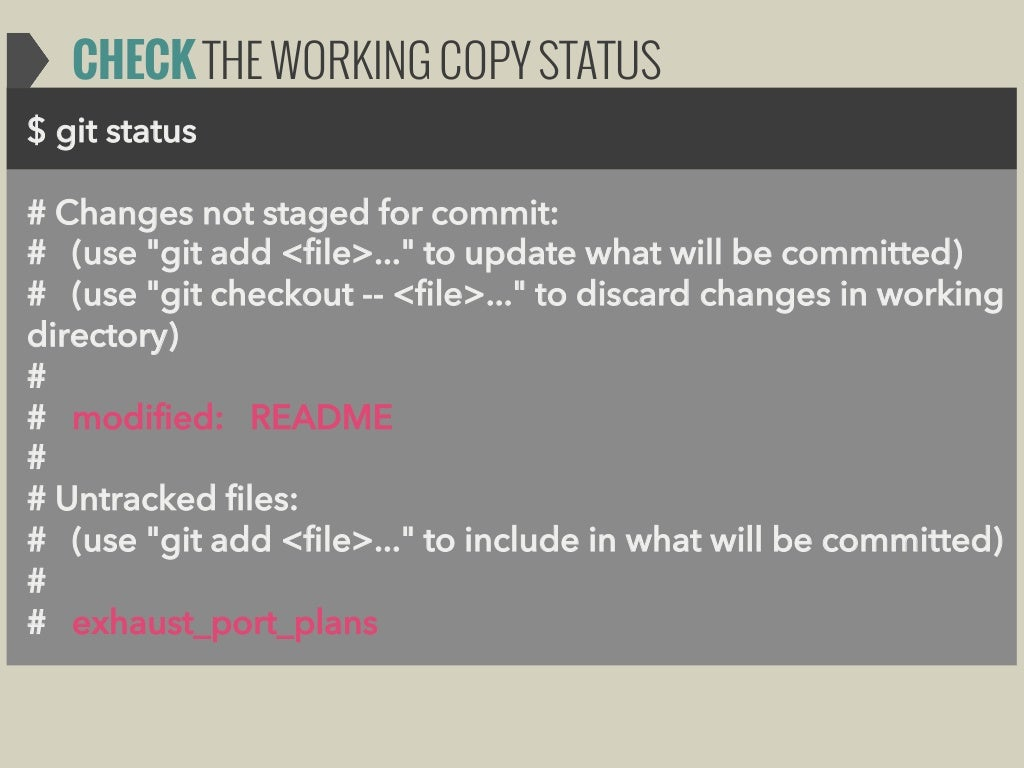 CHECK THE WORKING COPY STATUS
$ git status
# Changes not staged for commit:
#   (use "git add <file>..." to update what will be committed)
#   (use "git checkout -- <file>..." to discard changes in working
directory)
#
#   modified:   README
#
# Untracked files:
#   (use "git add <file>..." to include in what will be committed)
#
#   exhaust_port_plans